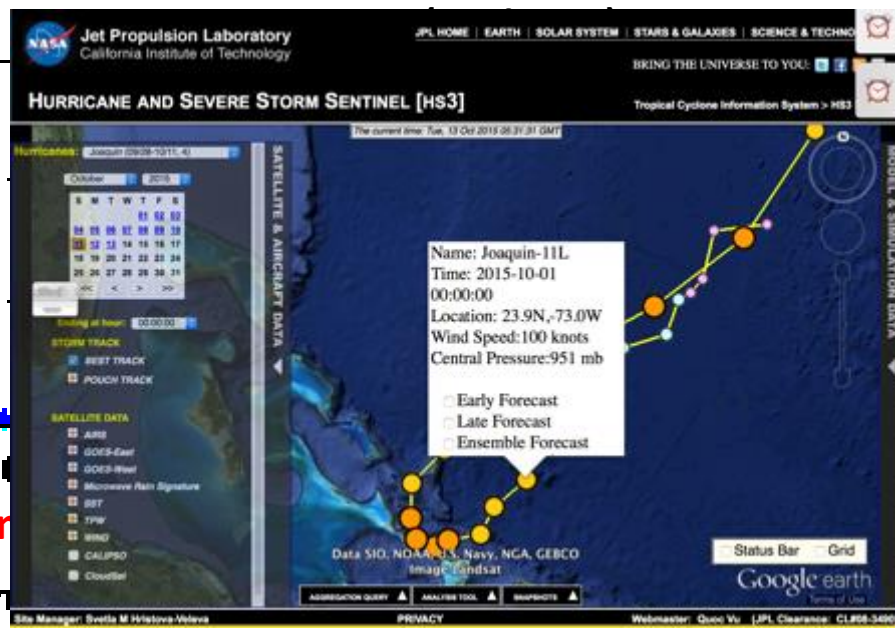 NASA
Jet Propulsion Laboratory
California Institute of Technology
JPL HOME | EARTH | SOLAR SYSTEM | STARS & GALAXIES | SCIENCE & TECHNO
BRING THE UNIVERSE TO YOU:
HURRICANE AND SEVERE STORM SENTINEL [HS3]
Tropical Cyclone Information System > HS3
The current time: Tue, 13 Oct 2015 05:31:31 GMT
Hurricanes: Joaquin (09/28-10/11, 4)
October 2015
S M T W T F S
01 02 03
04 05 06 07 08 09 10
11 12 13 14 15 16 17
18 19 20 21 22 23 24
25 26 27 28 29 30 31
<< < > >>
Ending at hour: 00:00:00
STORM TRACK
BEST TRACK
POUCH TRACK
SATELLITE DATA
AIRS
GOES-East
GOES-West
Microwave Rain Signature
SST
TPW
WIND
CALIPSO
CloudSat
SATELLITE & AIRCRAFT DATA
Name: Joaquin-11L
Time: 2015-10-01
00:00:00
Location: 23.9N,-73.0W
Wind Speed:100 knots
Central Pressure:951 mb
Early Forecast
Late Forecast
Ensemble Forecast
N
MODEL & SIMULATION DATA
Data SIO, NOAA, U.S. Navy, NGA, GEBCO
Image Landsat
Status Bar Grid
Google earth
Terms of Use
AGGREGATION QUERY ANALYSIS TOOL SNAPSHOTS
Site Manager: Svetla M Hristova-Veleva PRIVACY Webmaster: Quoc Vu (JPL Clearance: CL#08-349